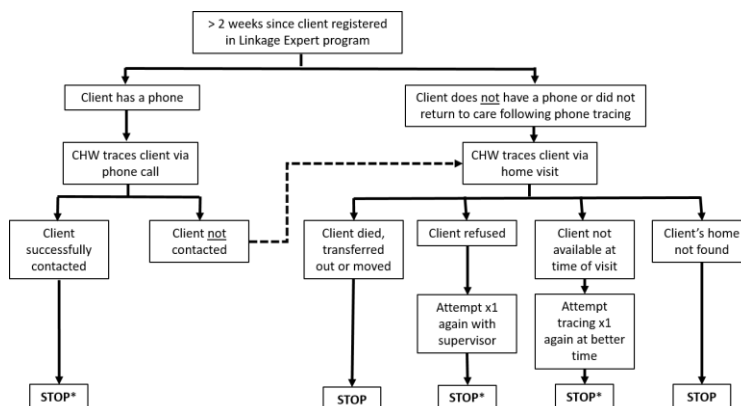 > 2 weeks since client registered
in Linkage Expert program
Client has a phone
Client does not have a phone or did not
return to care following phone tracing
CHW traces client via
phone call
CHW traces client via
home visit
Client
successfully
contacted
Client not
contacted
Client died,
transferred
out or moved
Client refused
Client not
available at
time of visit
Client's home
not found
Attempt x1
again with
supervisor
Attempt
tracing x1
again at better
time
STOP*
STOP
STOP*
STOP*
STOP